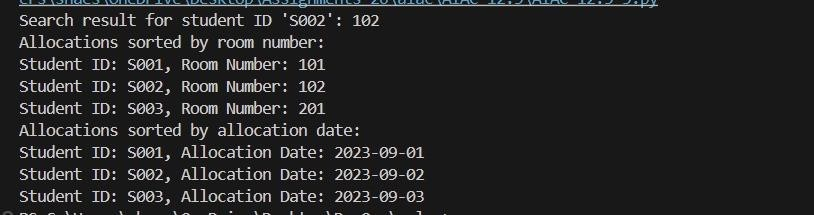 Search result for student ID 'S002': 102
Allocations sorted by room number:
Student ID: S001, Room Number: 101
Student ID: S002, Room Number: 102
Student ID: S003, Room Number: 201
Allocations sorted by allocation date:
Student ID: S001, Allocation Date: 2023-09-01
Student ID: S002, Allocation Date: 2023-09-02
Student ID: S003, Allocation Date: 2023-09-03